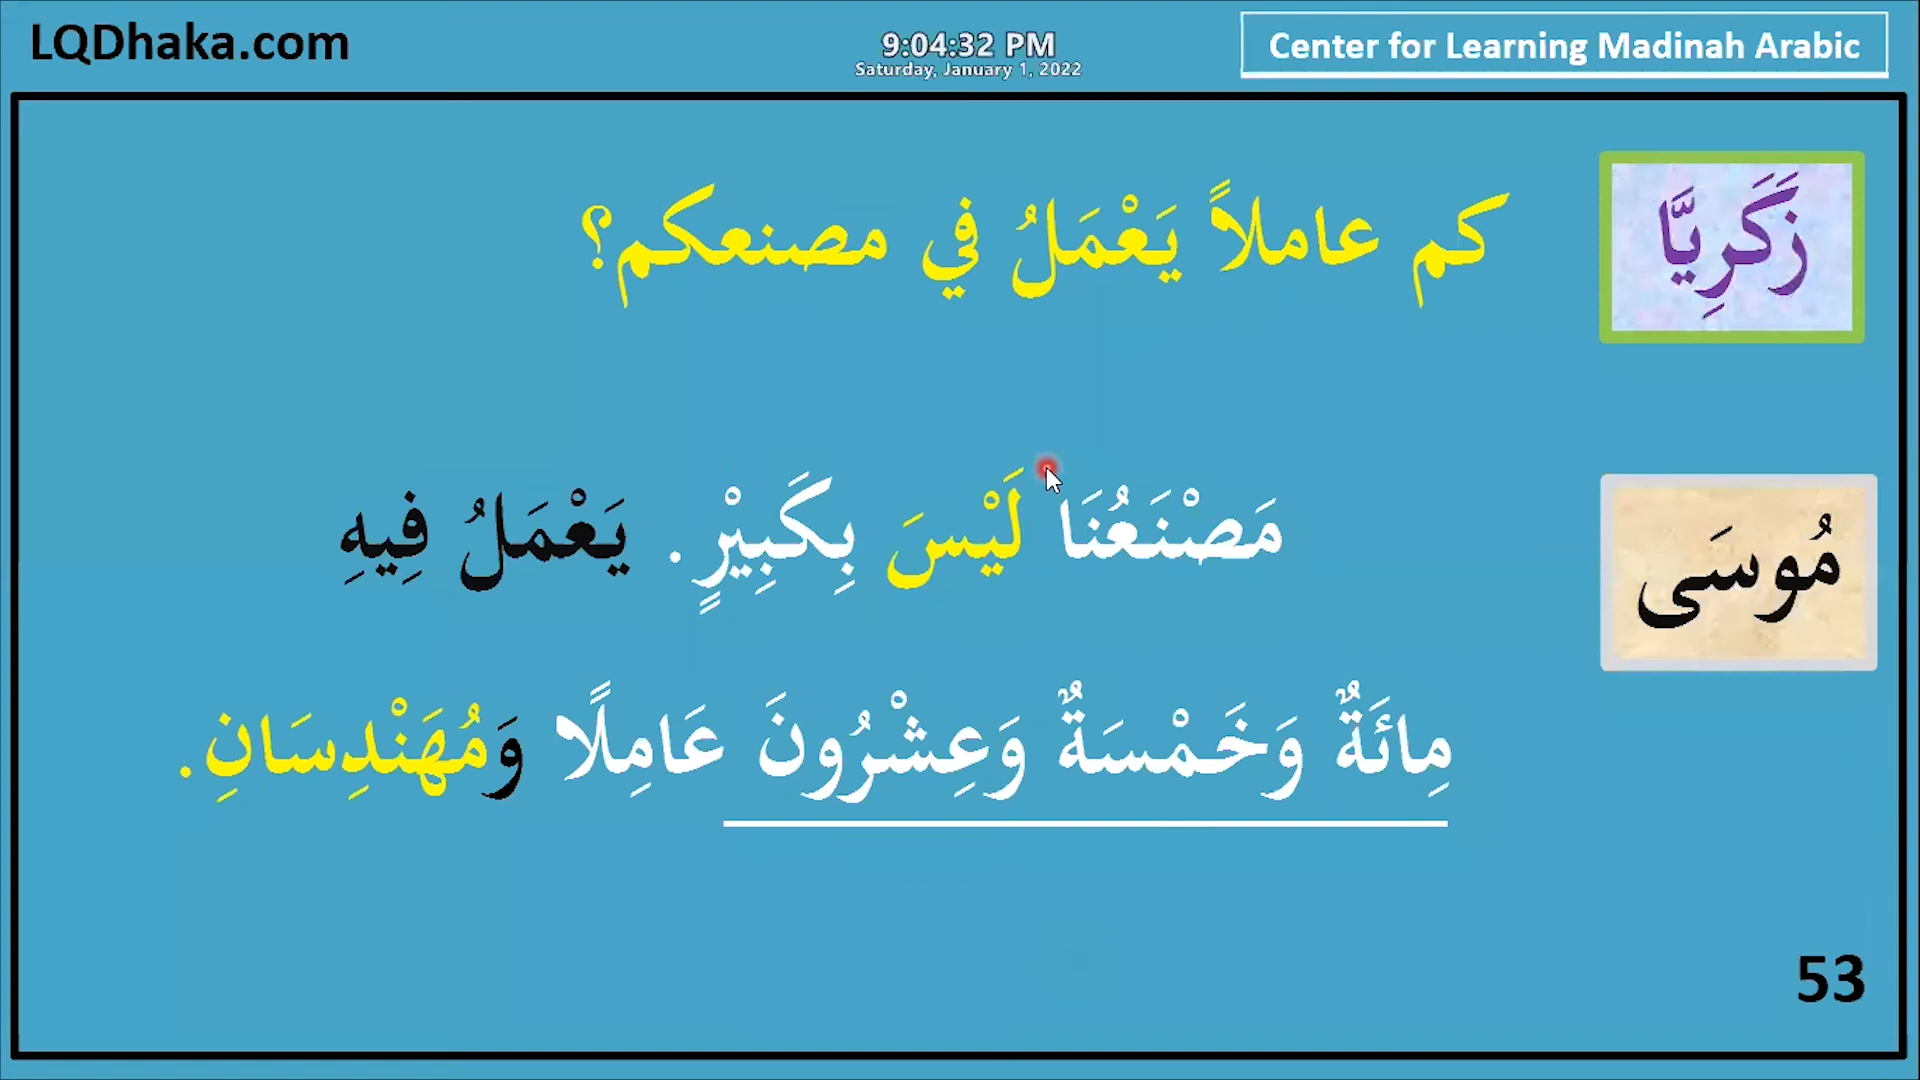 LQDhaka.com
9:04:32 PM
Saturday, January 1, 2022
Center for Learning Madinah Arabic
زَكَرِيَّا
كم عاملاً يَعْمَلُ في مصنعكم؟
مُوسَى
مَصْنَعُنَا لَيْسَ بِكَبِيْرٍ. يَعْمَلُ فِيهِ
مِائَةٌ وَخَمْسَةٌ وَعِشْرُونَ عَامِلًا وَمُهَنْدِسَانِ.
53